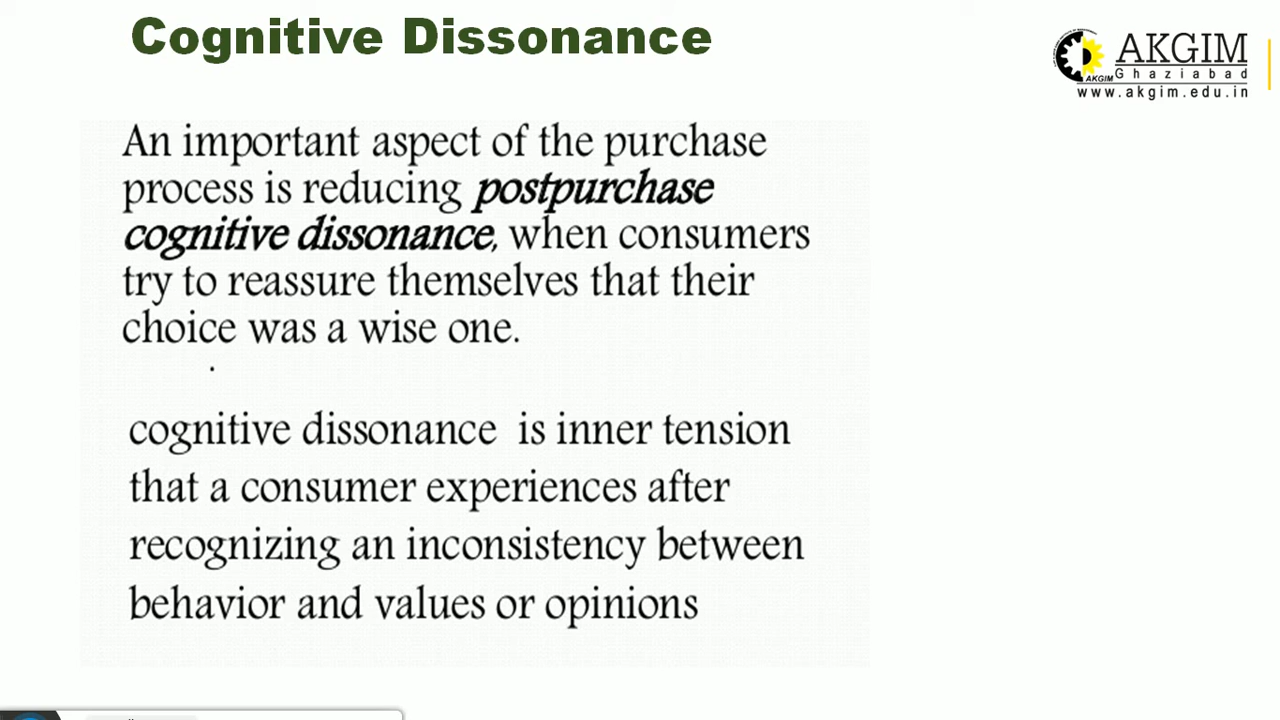 Cognitive Dissonance
AKGIM
Ghaziabad
AKGIM
www.akgim.edu.in
An important aspect of the purchase
process is reducing postpurchase
cognitive dissonance, when consumers
try to reassure themselves that their
choice was a wise one.
.
cognitive dissonance is inner tension
that a consumer experiences after
recognizing an inconsistency between
behavior and values or opinions